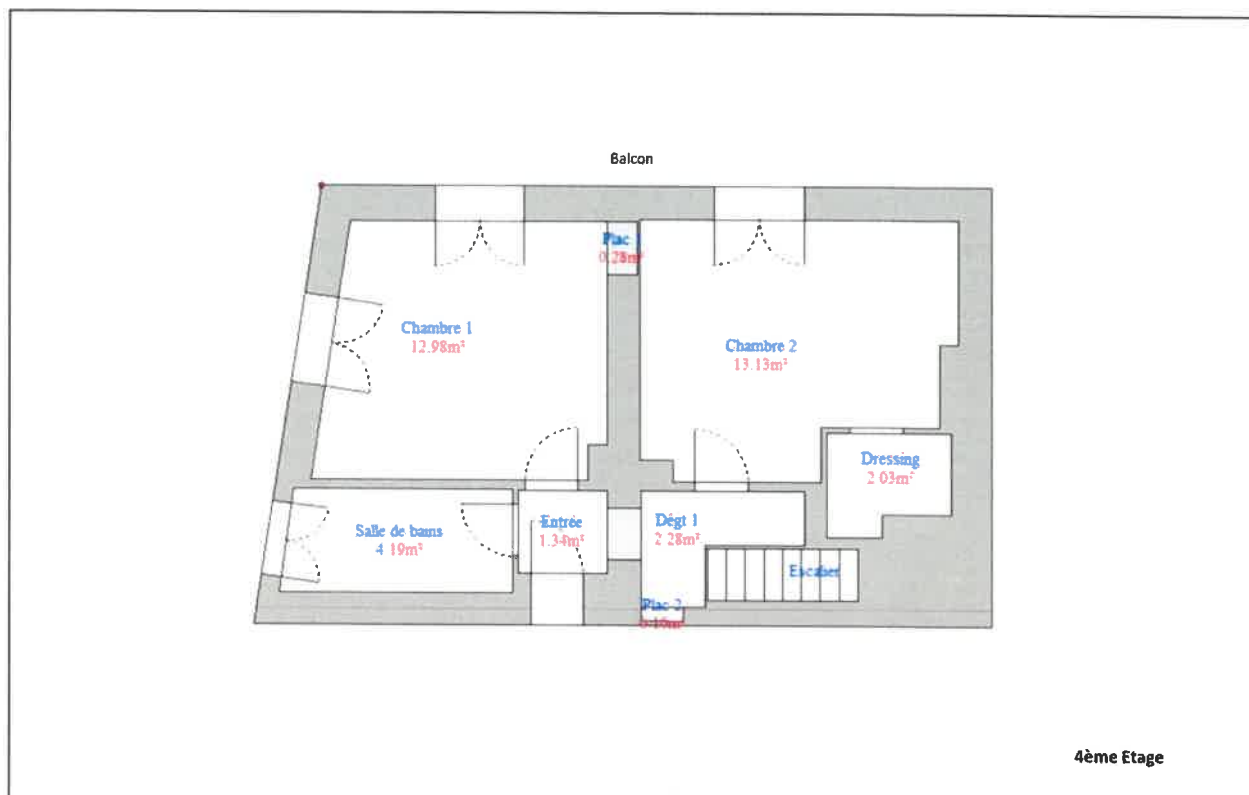 Balcon
Plac 1
0.28m²
Chambre 1
12.98m²
Chambre 2
13.13m²
Dressing
2.03m²
Salle de bains
4.19m²
Entrée
1.34m²
Dégt 1
2.28m²
Escalier
Plac 2
4ème Etage